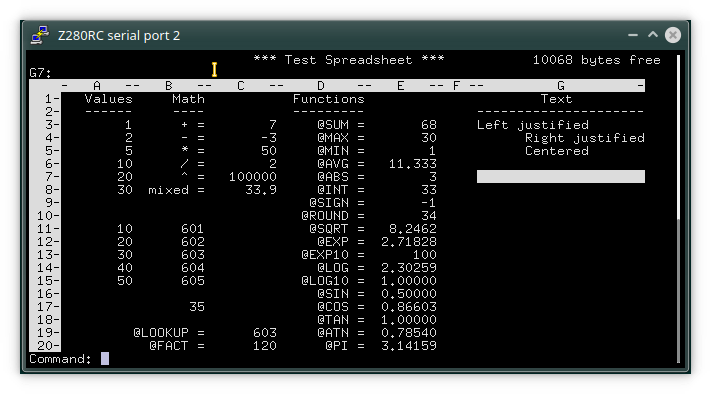 Z280RC serial port 2
*** Test Spreadsheet *** 10068 bytes free
G7:
- A -- B -- C -- D -- E -- F -- G -
1- Values Math Functions Text
2- ------ ---- --------- ---------------------
3- 1 + = 7 @SUM = 68 Left justified
4- 2 - = -3 @MAX = 30 Right justified
5- 5 * = 50 @MIN = 1 Centered
6- 10 / = 2 @AVG = 11.333
7- 20 ^ = 100000 @ABS = 3
8- 30 mixed = 33.9 @INT = 33
9- @SIGN = -1
10- @ROUND = 34
11- 10 601 @SQRT = 8.2462
12- 20 602 @EXP = 2.71828
13- 30 603 @EXP10 = 100
14- 40 604 @LOG = 2.30259
15- 50 605 @LOG10 = 1.00000
16- @SIN = 0.50000
17- 35 @COS = 0.86603
18- @TAN = 1.00000
19- @LOOKUP = 603 @ATN = 0.78540
20- @FACT = 120 @PI = 3.14159
Command: